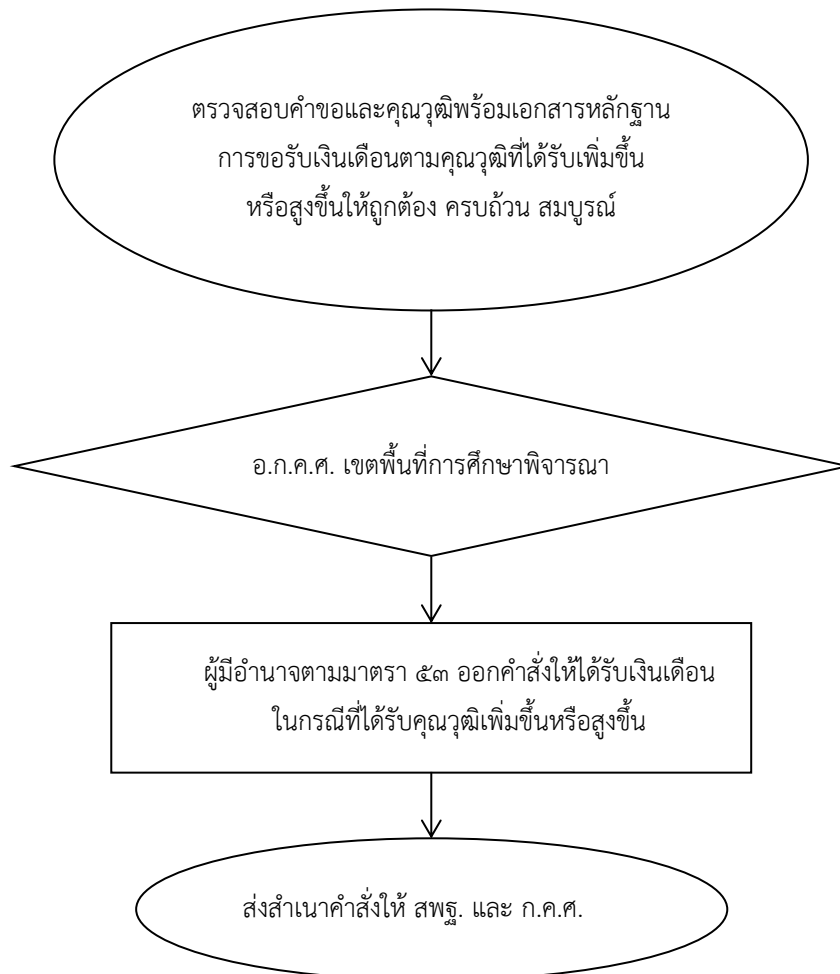 ตรวจสอบคำขอและคุณวุฒิพร้อมเอกสารหลักฐาน
การขอรับเงินเดือนตามคุณวุฒิที่ได้รับเพิ่มขึ้น
หรือสูงขึ้นให้ถูกต้อง ครบถ้วน สมบูรณ์
อ.ก.ค.ศ. เขตพื้นที่การศึกษาพิจารณา
ผู้มีอำนาจตามมาตรา ๕๓ ออกคำสั่งให้ได้รับเงินเดือน
ในกรณีที่ได้รับคุณวุฒิเพิ่มขึ้นหรือสูงขึ้น
ส่งสำเนาคำสั่งให้ สพฐ. และ ก.ค.ศ.